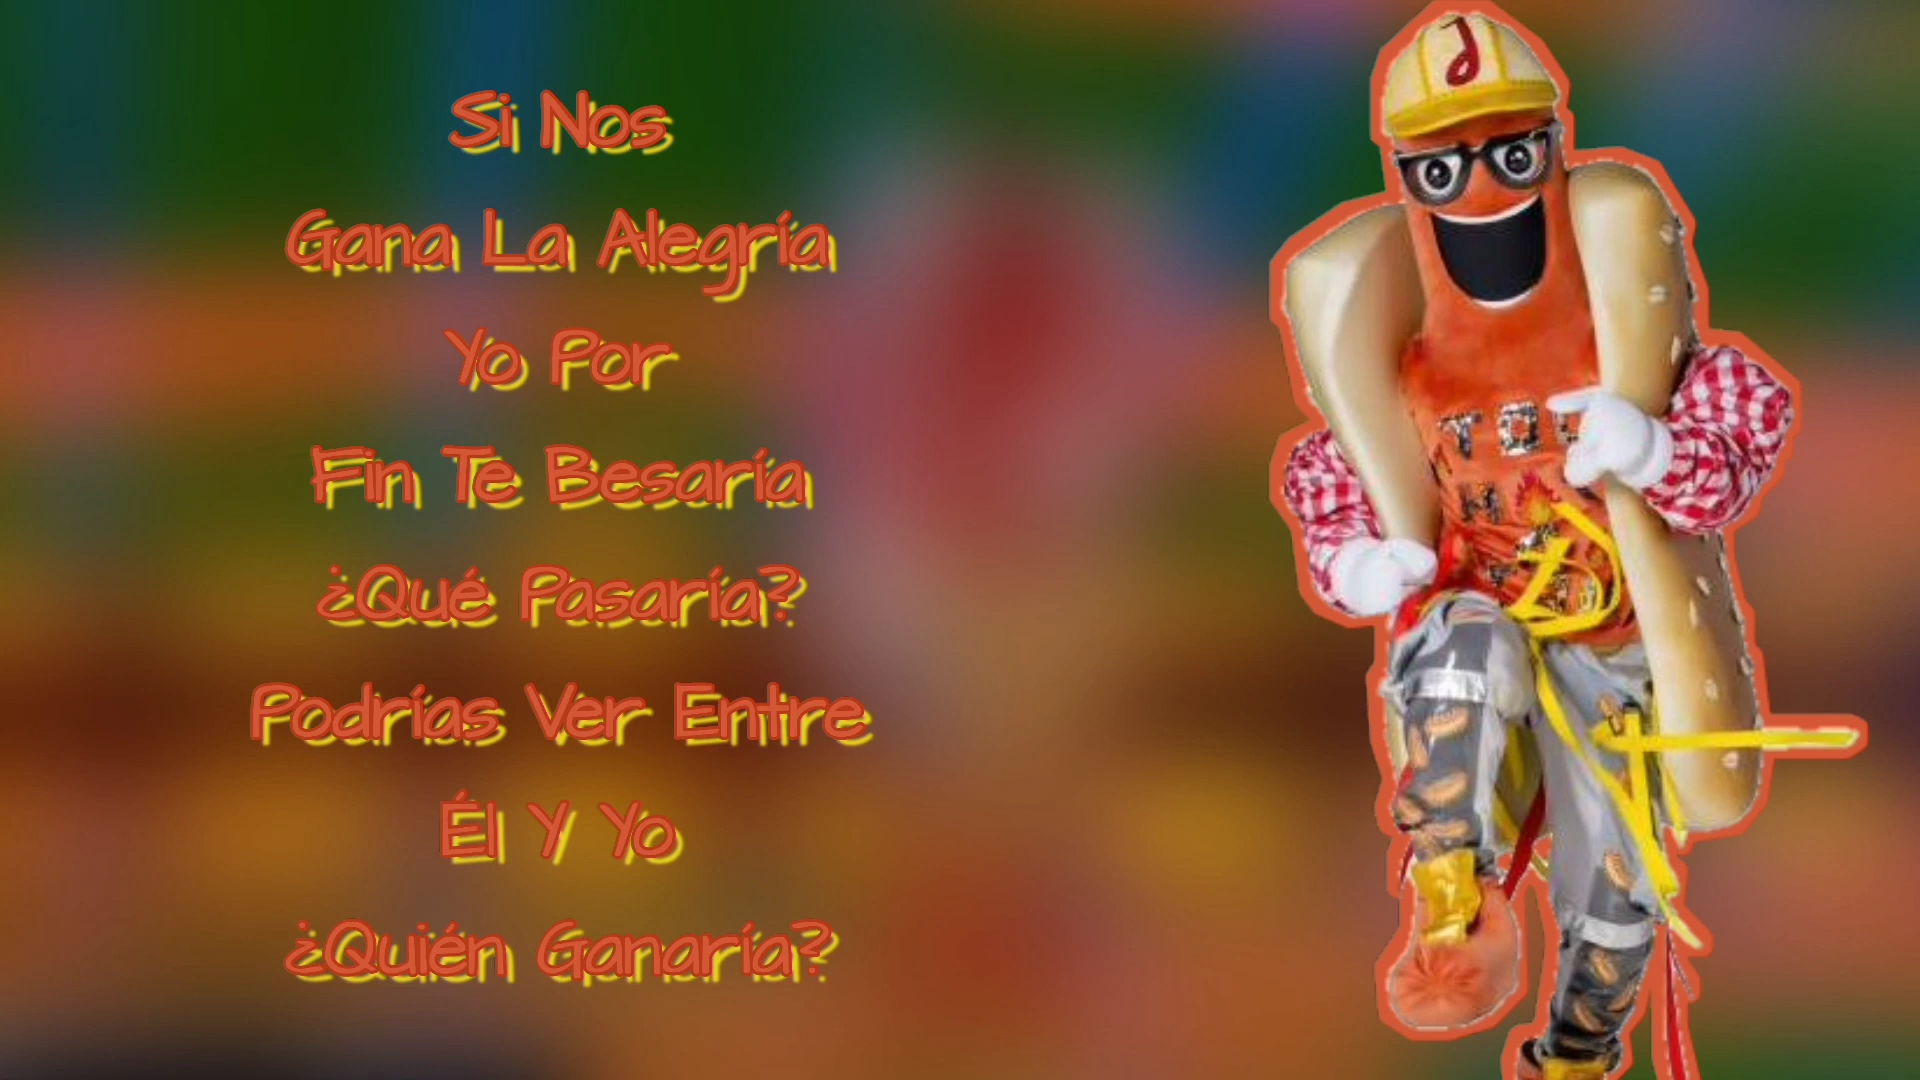 Si Nos
Gana La Alegría
Yo Por
Fin Te Besaría
¿Qué Pasaría?
Podrías Ver Entre
Él Y Yo
¿Quién Ganaría?